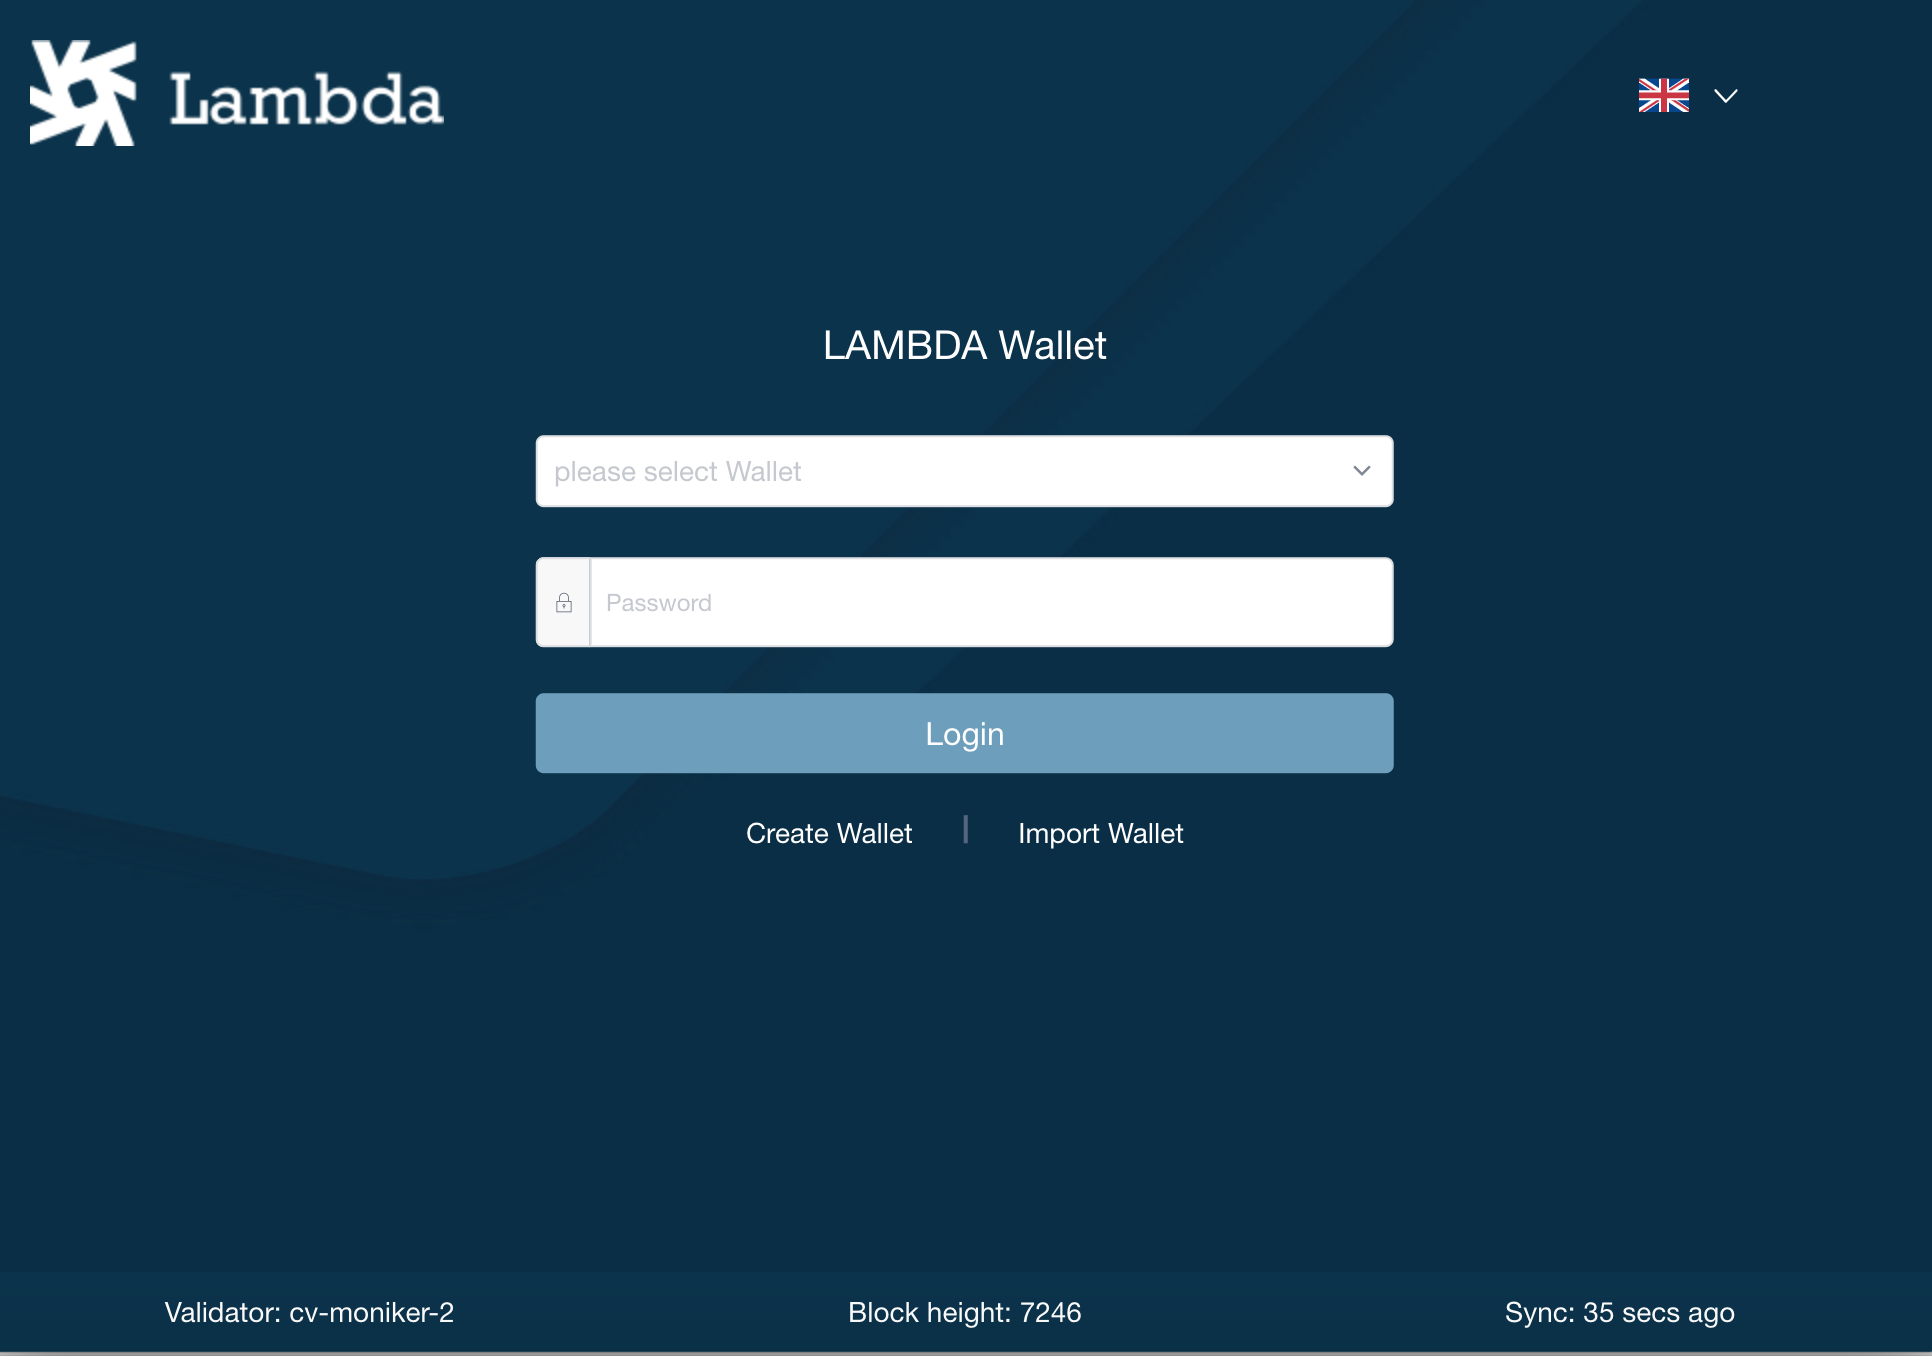 Lambda
LAMBDA Wallet
please select Wallet
Password
Login
Create Wallet | Import Wallet
Validator: cv-moniker-2
Block height: 7246
Sync: 35 secs ago